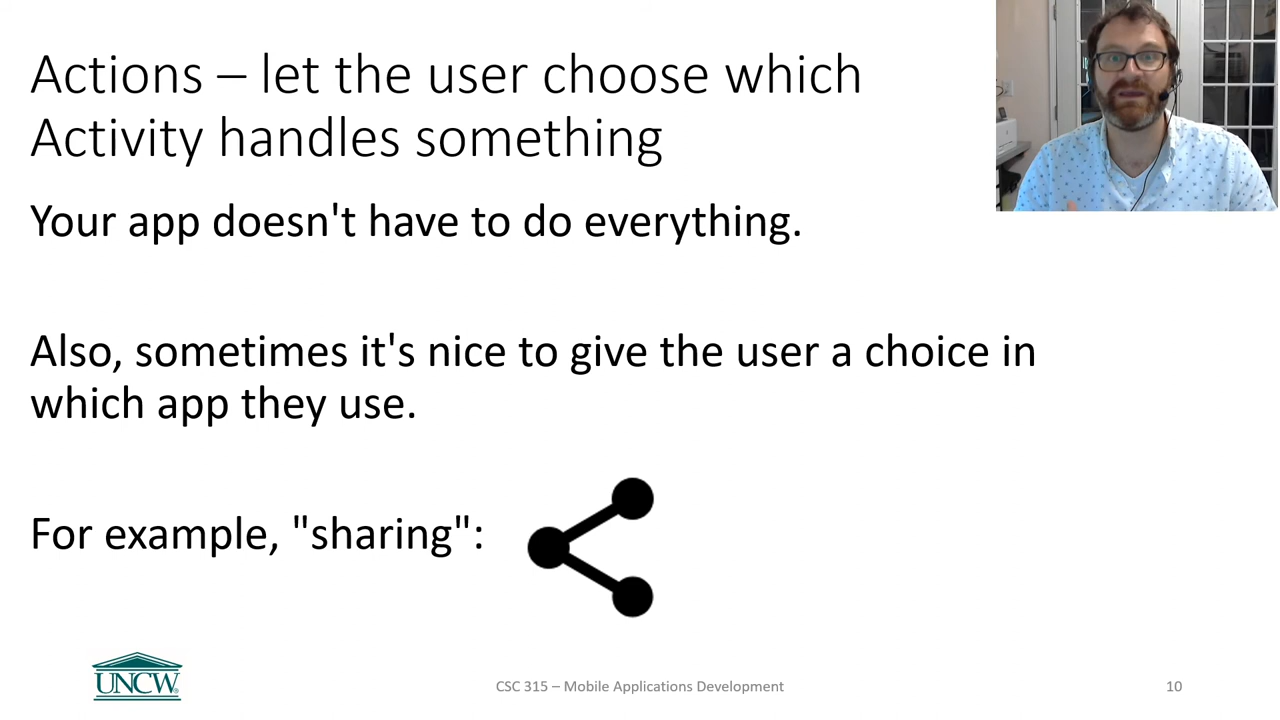 Actions – let the user choose which
Activity handles something
Your app doesn't have to do everything.
Also, sometimes it's nice to give the user a choice in
which app they use.
For example, "sharing":
UNCW
CSC 315 – Mobile Applications Development
10